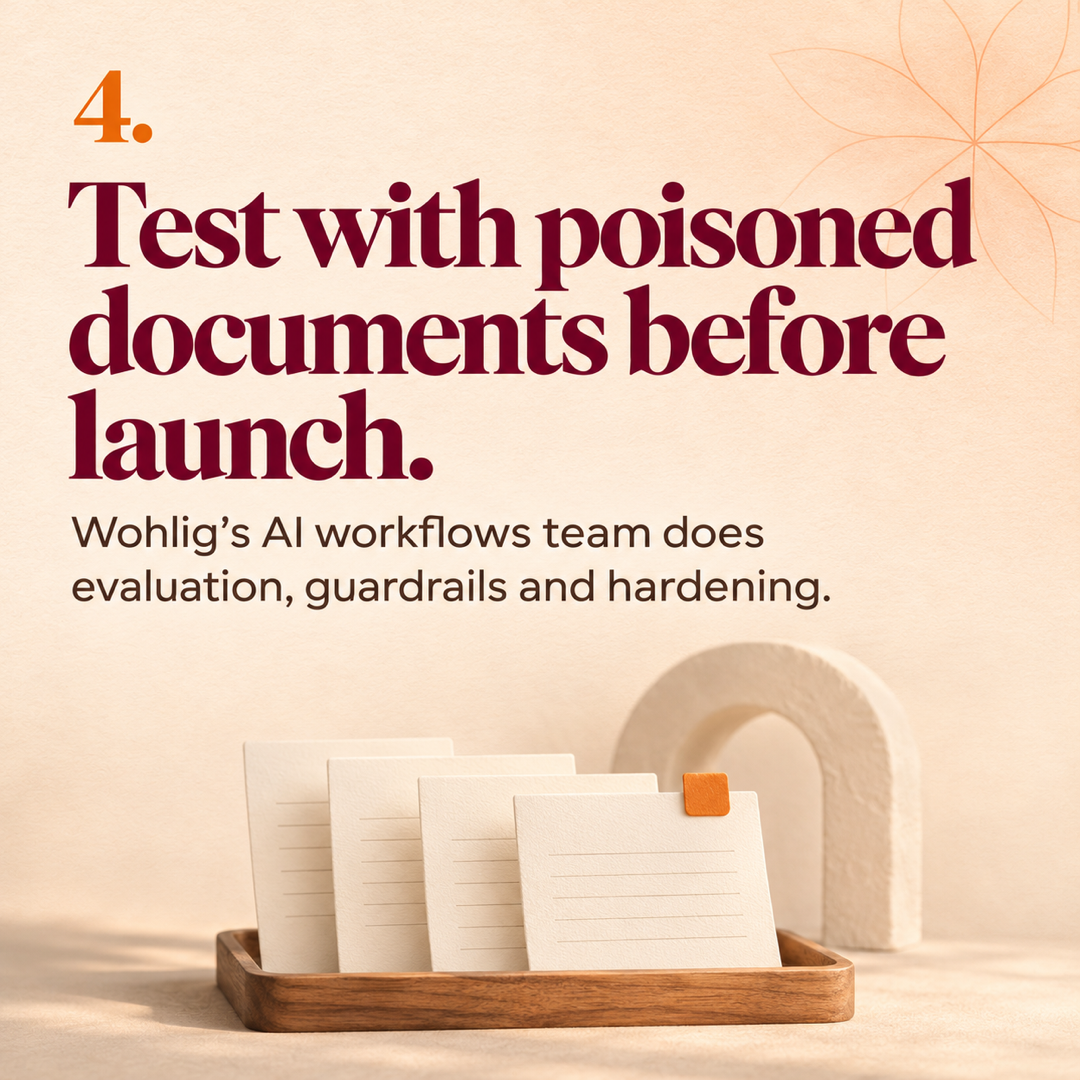 4.
Test with poisoned
documents before
launch.
Wohlig’s AI workflows team does
evaluation, guardrails and hardening.